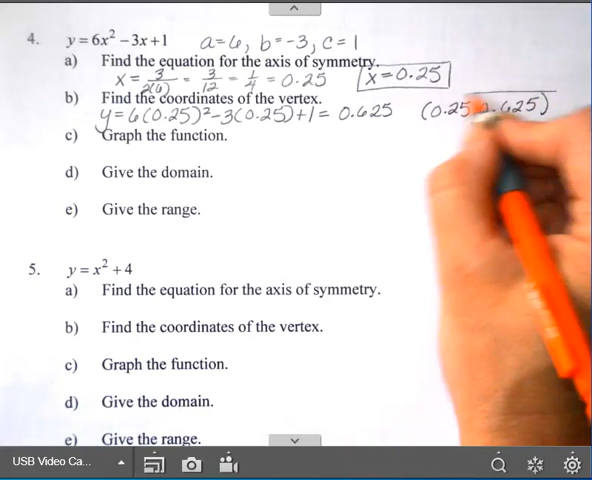 4. y = 6x² − 3x + 1 a=6, b=-3, c=1
a) Find the equation for the axis of symmetry.
x = 3/2(6) = 3/12 = 1/4 = 0.25 x=0.25
b) Find the coordinates of the vertex.
y=6(0.25)²-3(0.25)+1= 0.625 (0.25 0.625)
c) Graph the function.
d) Give the domain.
e) Give the range.
5. y = x² + 4
a) Find the equation for the axis of symmetry.
b) Find the coordinates of the vertex.
c) Graph the function.
d) Give the domain.
e) Give the range.
USB Video Ca...